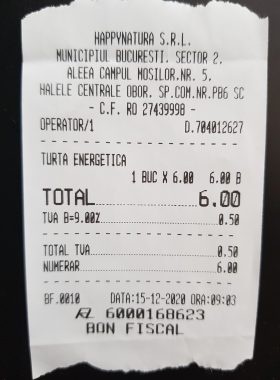 HAPPYNATURA S.R.L.
MUNICIPIUL BUCURESTI, SECTOR 2,
ALEEA CAMPUL MOSILOR,NR. 5,
HALELE CENTRALE OBOR, SP.COM.NR.PB6 SC
- C.F. RO 27439998 -
OPERATOR/1 D.704012627
TURTA ENERGETICA
1 BUC X 6.00 6.00 B
TOTAL 6.00
TVA B=9.00% 0.50
TOTAL TVA 0.50
NUMERAR 6.00
BF.0010 DATA:15-12-2020 ORA:09:03
6000168623
BON FISCAL